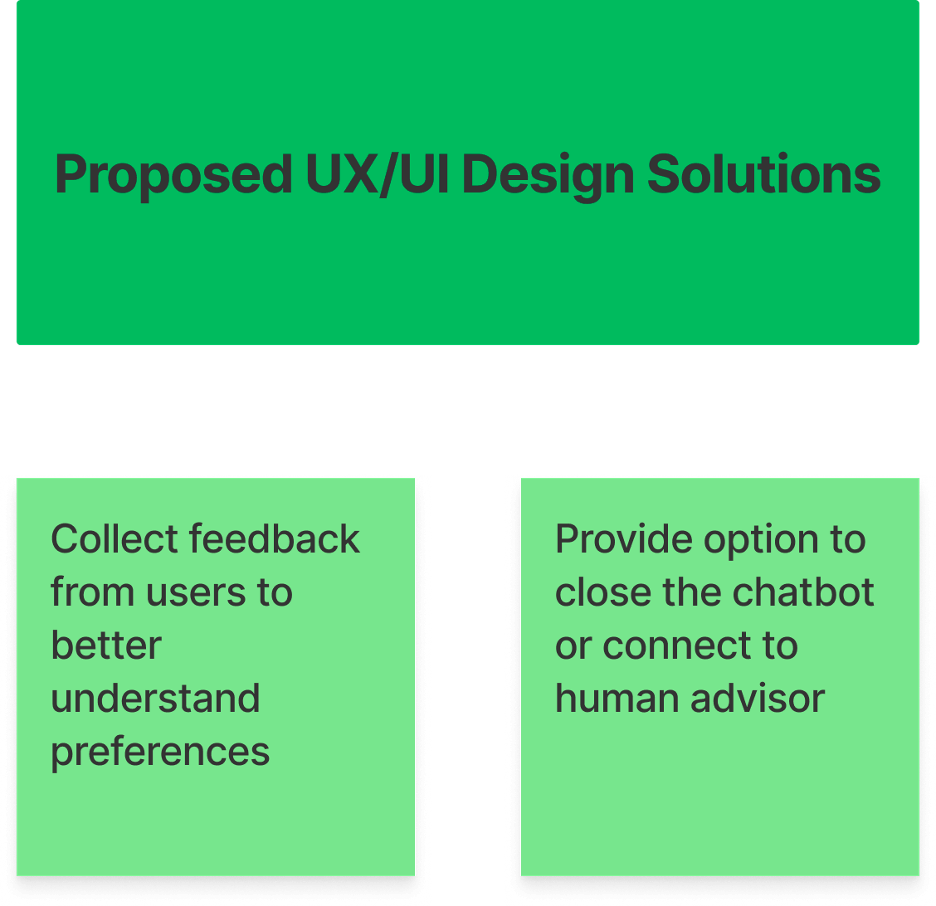 Proposed UX/UI Design Solutions
Collect feedback
from users to
better
understand
preferences
Provide option to
close the chatbot
or connect to
human advisor